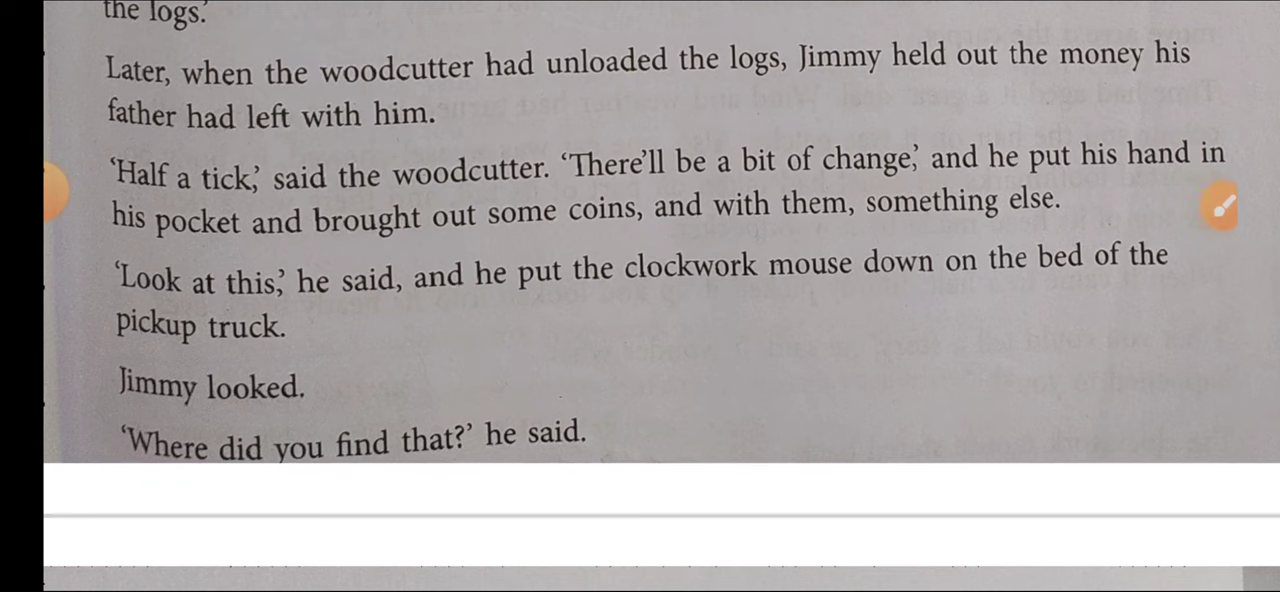 the logs.’
Later, when the woodcutter had unloaded the logs, Jimmy held out the money his
father had left with him.
‘Half a tick,’ said the woodcutter. ‘There’ll be a bit of change,’ and he put his hand in
his pocket and brought out some coins, and with them, something else.
‘Look at this,’ he said, and he put the clockwork mouse down on the bed of the
pickup truck.
Jimmy looked.
‘Where did you find that?’ he said.